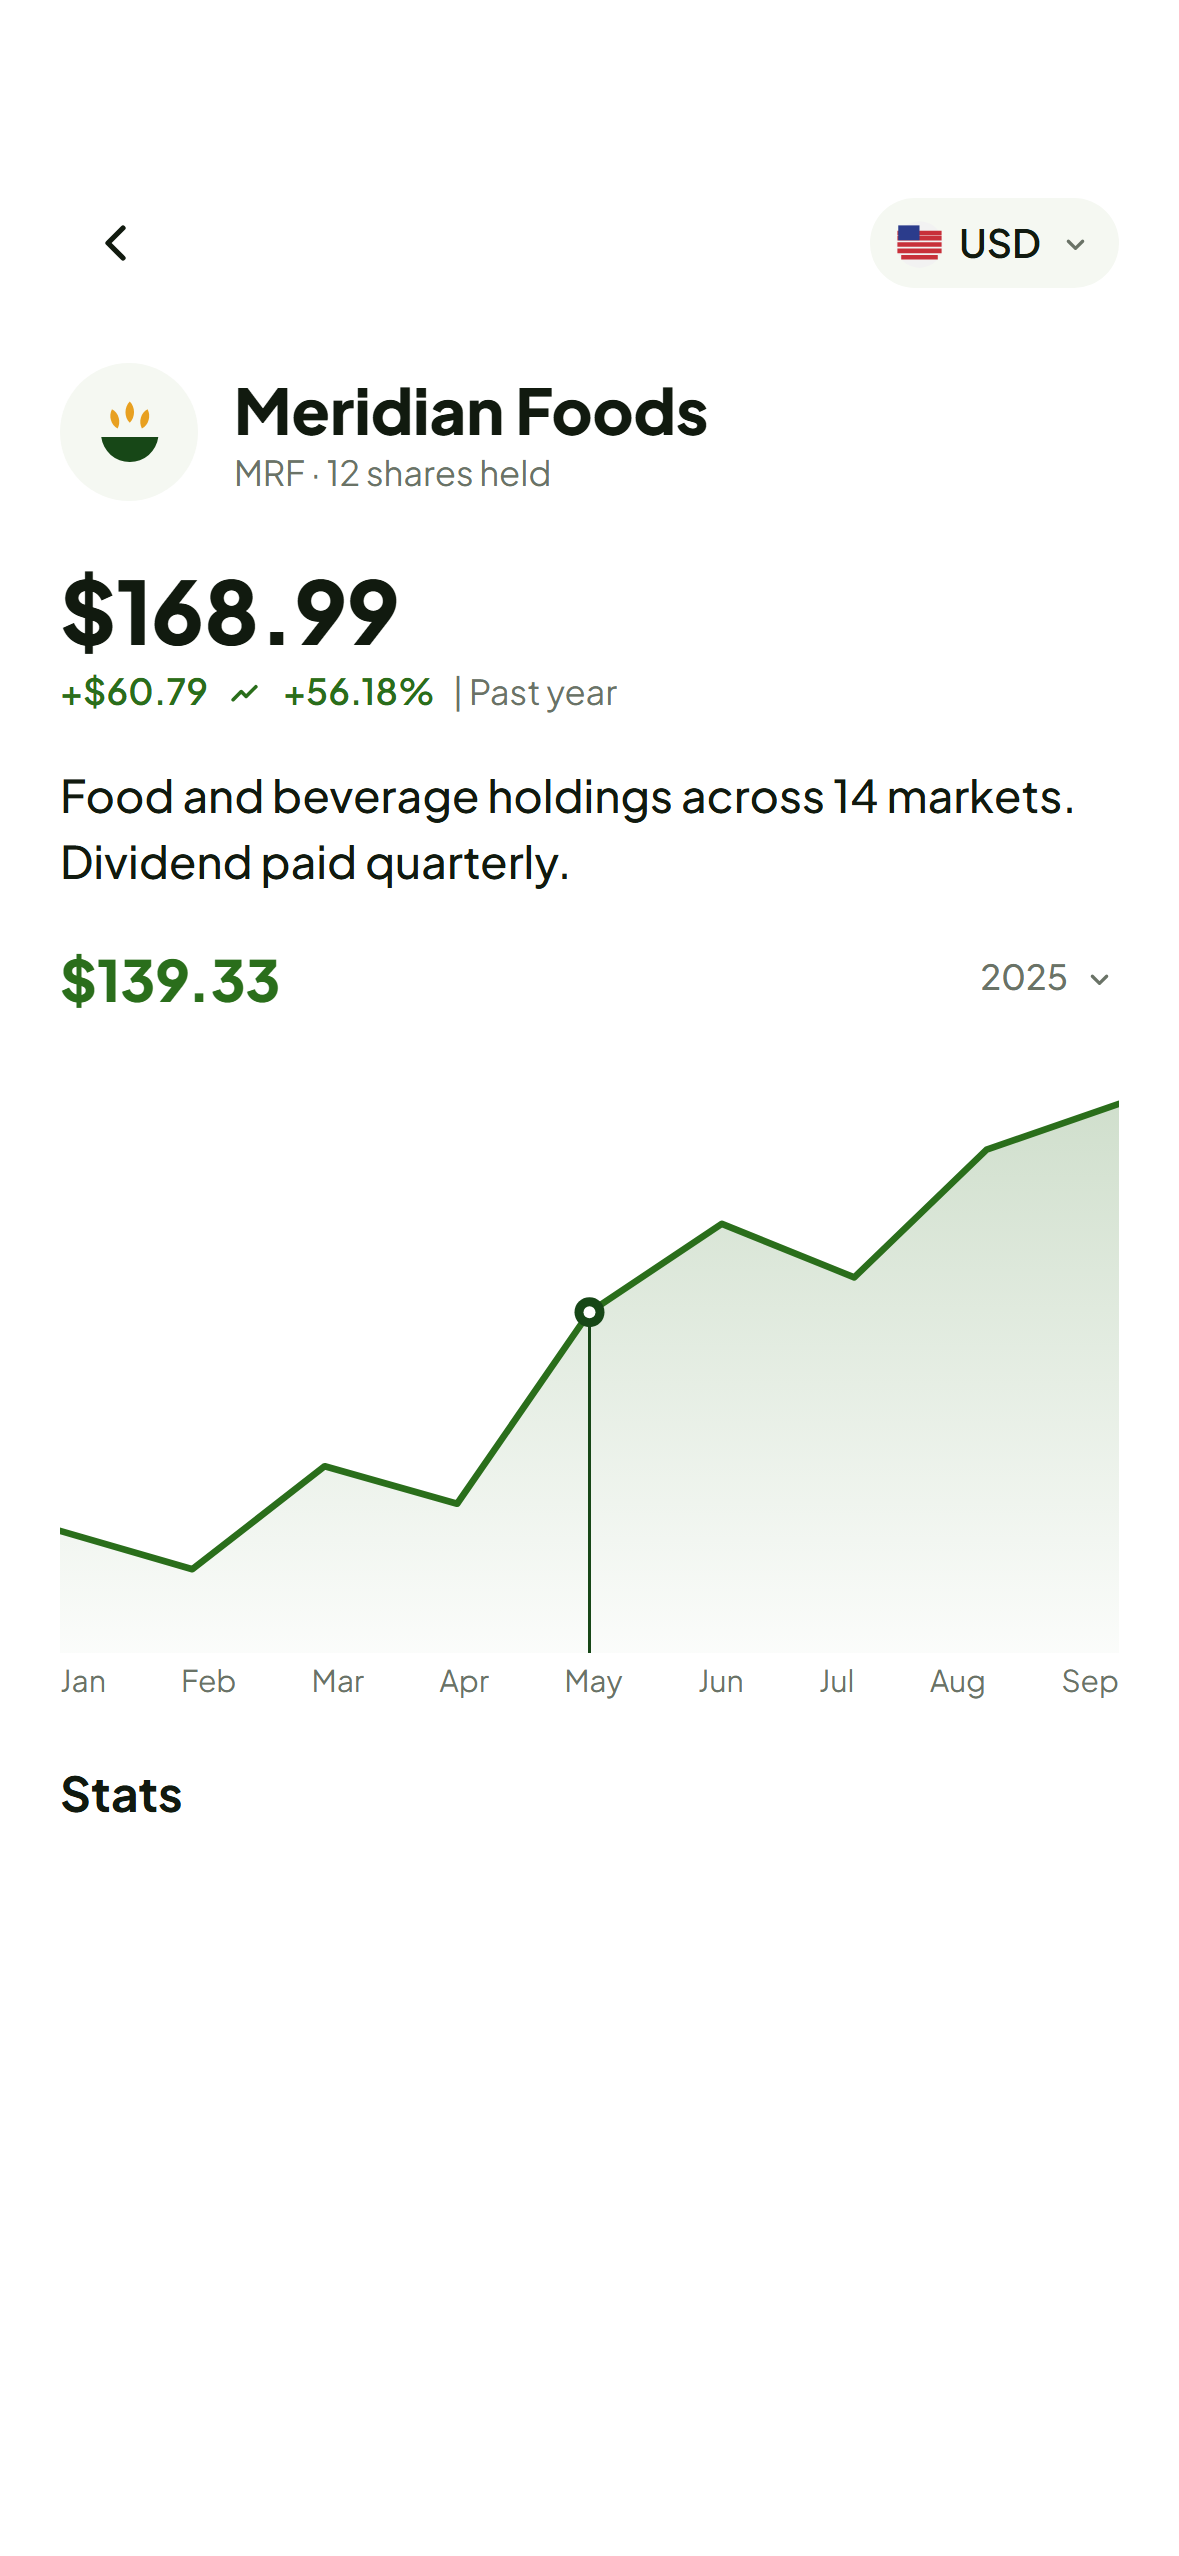 USD
Meridian Foods
MRF · 12 shares held
$168.99
+$60.79 +56.18% | Past year
Food and beverage holdings across 14 markets.
Dividend paid quarterly.
$139.33 2025
Jan Feb Mar Apr May Jun Jul Aug Sep
Stats